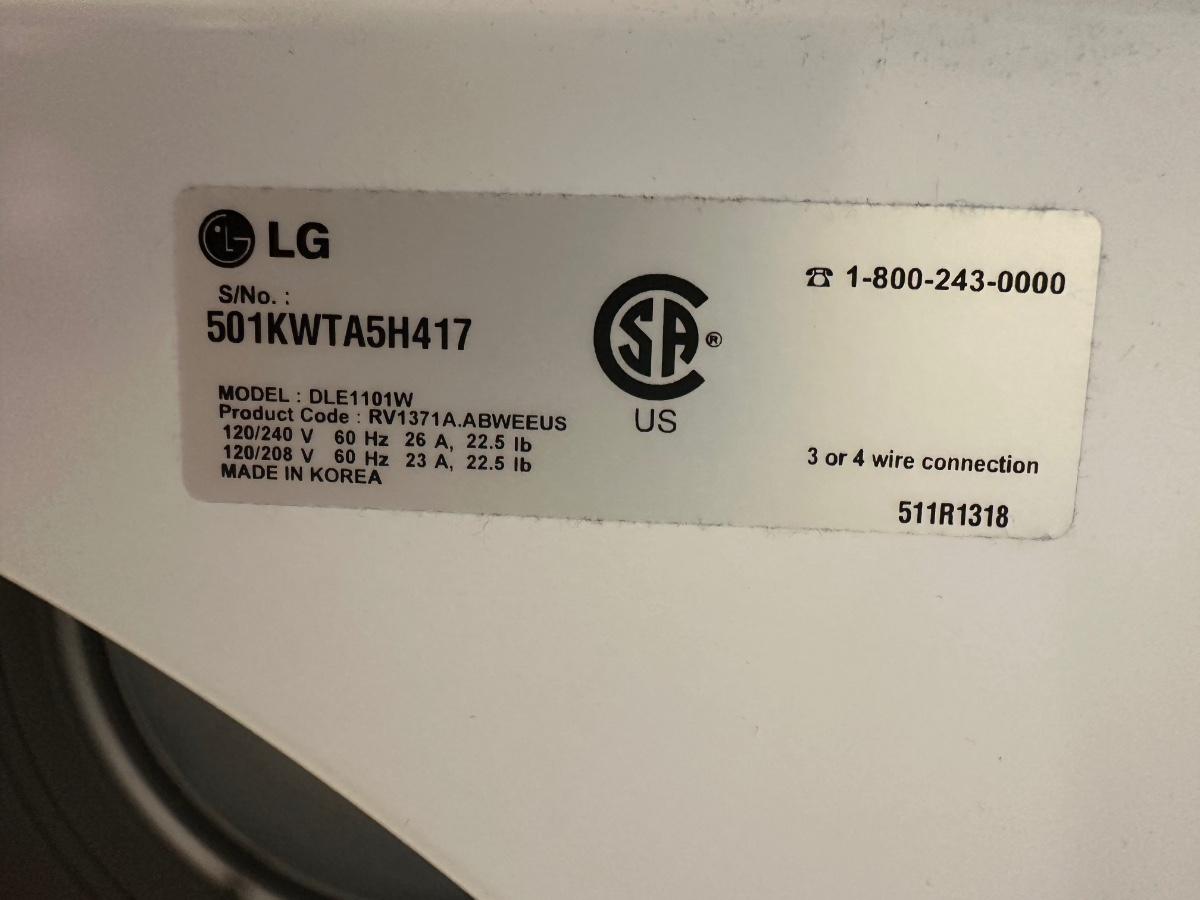 LG
S/No. :
501KWTA5H417
MODEL : DLE1101W
Product Code : RV1371A.ABWEEUS
120/240 V 60 Hz 26 A, 22.5 lb
120/208 V 60 Hz 23 A, 22.5 lb
MADE IN KOREA
CSA®
US
☎ 1-800-243-0000
3 or 4 wire connection
511R1318